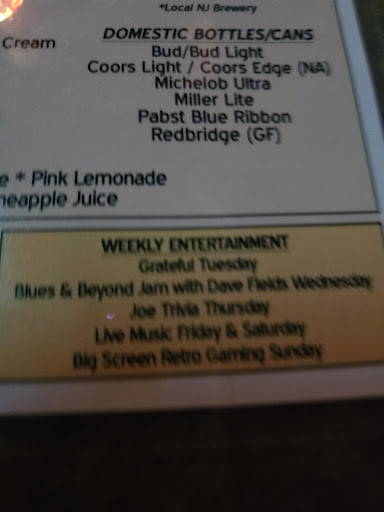 *Local NJ Brewery
Cream
DOMESTIC BOTTLES/CANS
Bud/Bud Light
Coors Light / Coors Edge (NA)
Michelob Ultra
Miller Lite
Pabst Blue Ribbon
Redbridge (GF)
e * Pink Lemonade
neapple Juice
WEEKLY ENTERTAINMENT
Grateful Tuesday
Blues & Beyond Jam with Dave Fields Wednesday
Joe Trivia Thursday
Live Music Friday & Saturday
Big Screen Retro Gaming Sunday